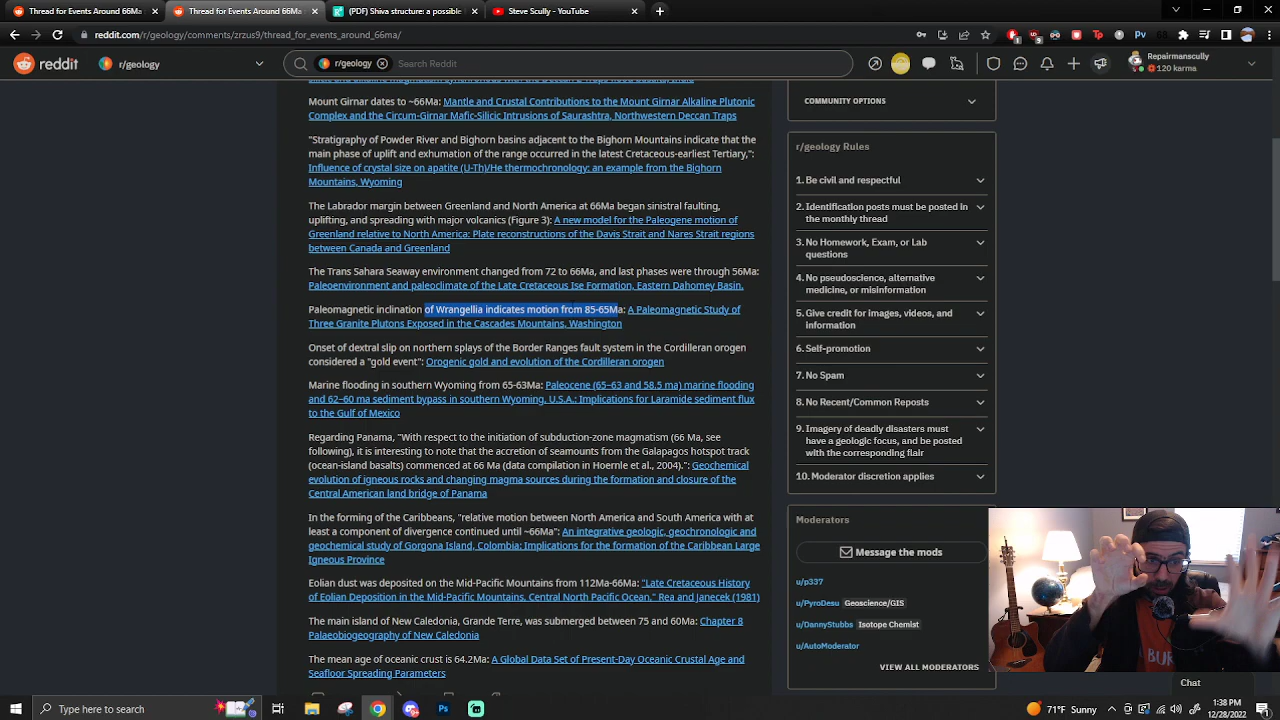 Thread for Events Around 66Ma
Thread for Events Around 66Ma
(PDF) Shiva structure: a possible
Steve Scully - YouTube
reddit.com/r/geology/comments/zrzus9/thread_for_events_around_66ma/
reddit
r/geology
r/geology
Search Reddit
Repairmanscully
120 karma
Mount Girnar dates to ~66Ma: Mantle and Crustal Contributions to the Mount Girnar Alkaline Plutonic
Complex and the Circum-Girnar Mafic-Silicic Intrusions of Saurashtra, Northwestern Deccan Traps
"Stratigraphy of Powder River and Bighorn basins adjacent to the Bighorn Mountains indicate that the
main phase of uplift and exhumation of the range occurred in the latest Cretaceous-earliest Tertiary,":
Influence of crystal size on apatite (U-Th)/He thermochronology: an example from the Bighorn
Mountains, Wyoming
The Labrador margin between Greenland and North America at 66Ma began sinistral faulting,
uplifting, and spreading with major volcanics (Figure 3): A new model for the Paleogene motion of
Greenland relative to North America: Plate reconstructions of the Davis Strait and Nares Strait regions
between Canada and Greenland
The Trans Sahara Seaway environment changed from 72 to 66Ma, and last phases were through 56Ma:
Paleoenvironment and paleoclimate of the Late Cretaceous Ise Formation, Eastern Dahomey Basin.
Paleomagnetic inclination of Wrangellia indicates motion from 85-65Ma: A Paleomagnetic Study of
Three Granite Plutons Exposed in the Cascades Mountains, Washington
Onset of dextral slip on northern splays of the Border Ranges fault system in the Cordilleran orogen
considered a "gold event": Orogenic gold and evolution of the Cordilleran orogen
Marine flooding in southern Wyoming from 65-63Ma: Paleocene (65–63 and 58.5 ma) marine flooding
and 62–60 ma sediment bypass in southern Wyoming, U.S.A.: Implications for Laramide sediment flux
to the Gulf of Mexico
Regarding Panama, "With respect to the initiation of subduction-zone magmatism (66 Ma, see
following), it is interesting to note that the accretion of seamounts from the Galapagos hotspot track
(ocean-island basalts) commenced at 66 Ma (data compilation in Hoernle et al., 2004).": Geochemical
evolution of igneous rocks and changing magma sources during the formation and closure of the
Central American land bridge of Panama
In the forming of the Caribbeans, "relative motion between North America and South America with at
least a component of divergence continued until ~66Ma": An integrative geologic, geochronologic and
geochemical study of Gorgona Island, Colombia: Implications for the formation of the Caribbean Large
Igneous Province
Eolian dust was deposited on the Mid-Pacific Mountains from 112Ma-66Ma: "Late Cretaceous History
of Eolian Deposition in the Mid-Pacific Mountains, Central North Pacific Ocean," Rea and Janecek (1981)
The main island of New Caledonia, Grande Terre, was submerged between 75 and 60Ma: Chapter 8
Palaeobiogeography of New Caledonia
The mean age of oceanic crust is 64.2Ma: A Global Data Set of Present-Day Oceanic Crustal Age and
Seafloor Spreading Parameters
COMMUNITY OPTIONS
r/geology Rules
1. Be civil and respectful
2. Identification posts must be posted in
the monthly thread
3. No Homework, Exam, or Lab
questions
4. No pseudoscience, alternative
medicine, or misinformation
5. Give credit for images, videos, and
information
6. Self-promotion
7. No Spam
8. No Recent/Common Reposts
9. Imagery of deadly disasters must
have a geologic focus, and be posted
with the corresponding flair
10. Moderator discretion applies
Moderators
Message the mods
u/p337
u/PyroDesu Geoscience/GIS
u/DannyStubbs Isotope Chemist
u/AutoModerator
VIEW ALL MODERATORS
Chat
Type here to search
71°F Sunny
1:38 PM
12/28/2022